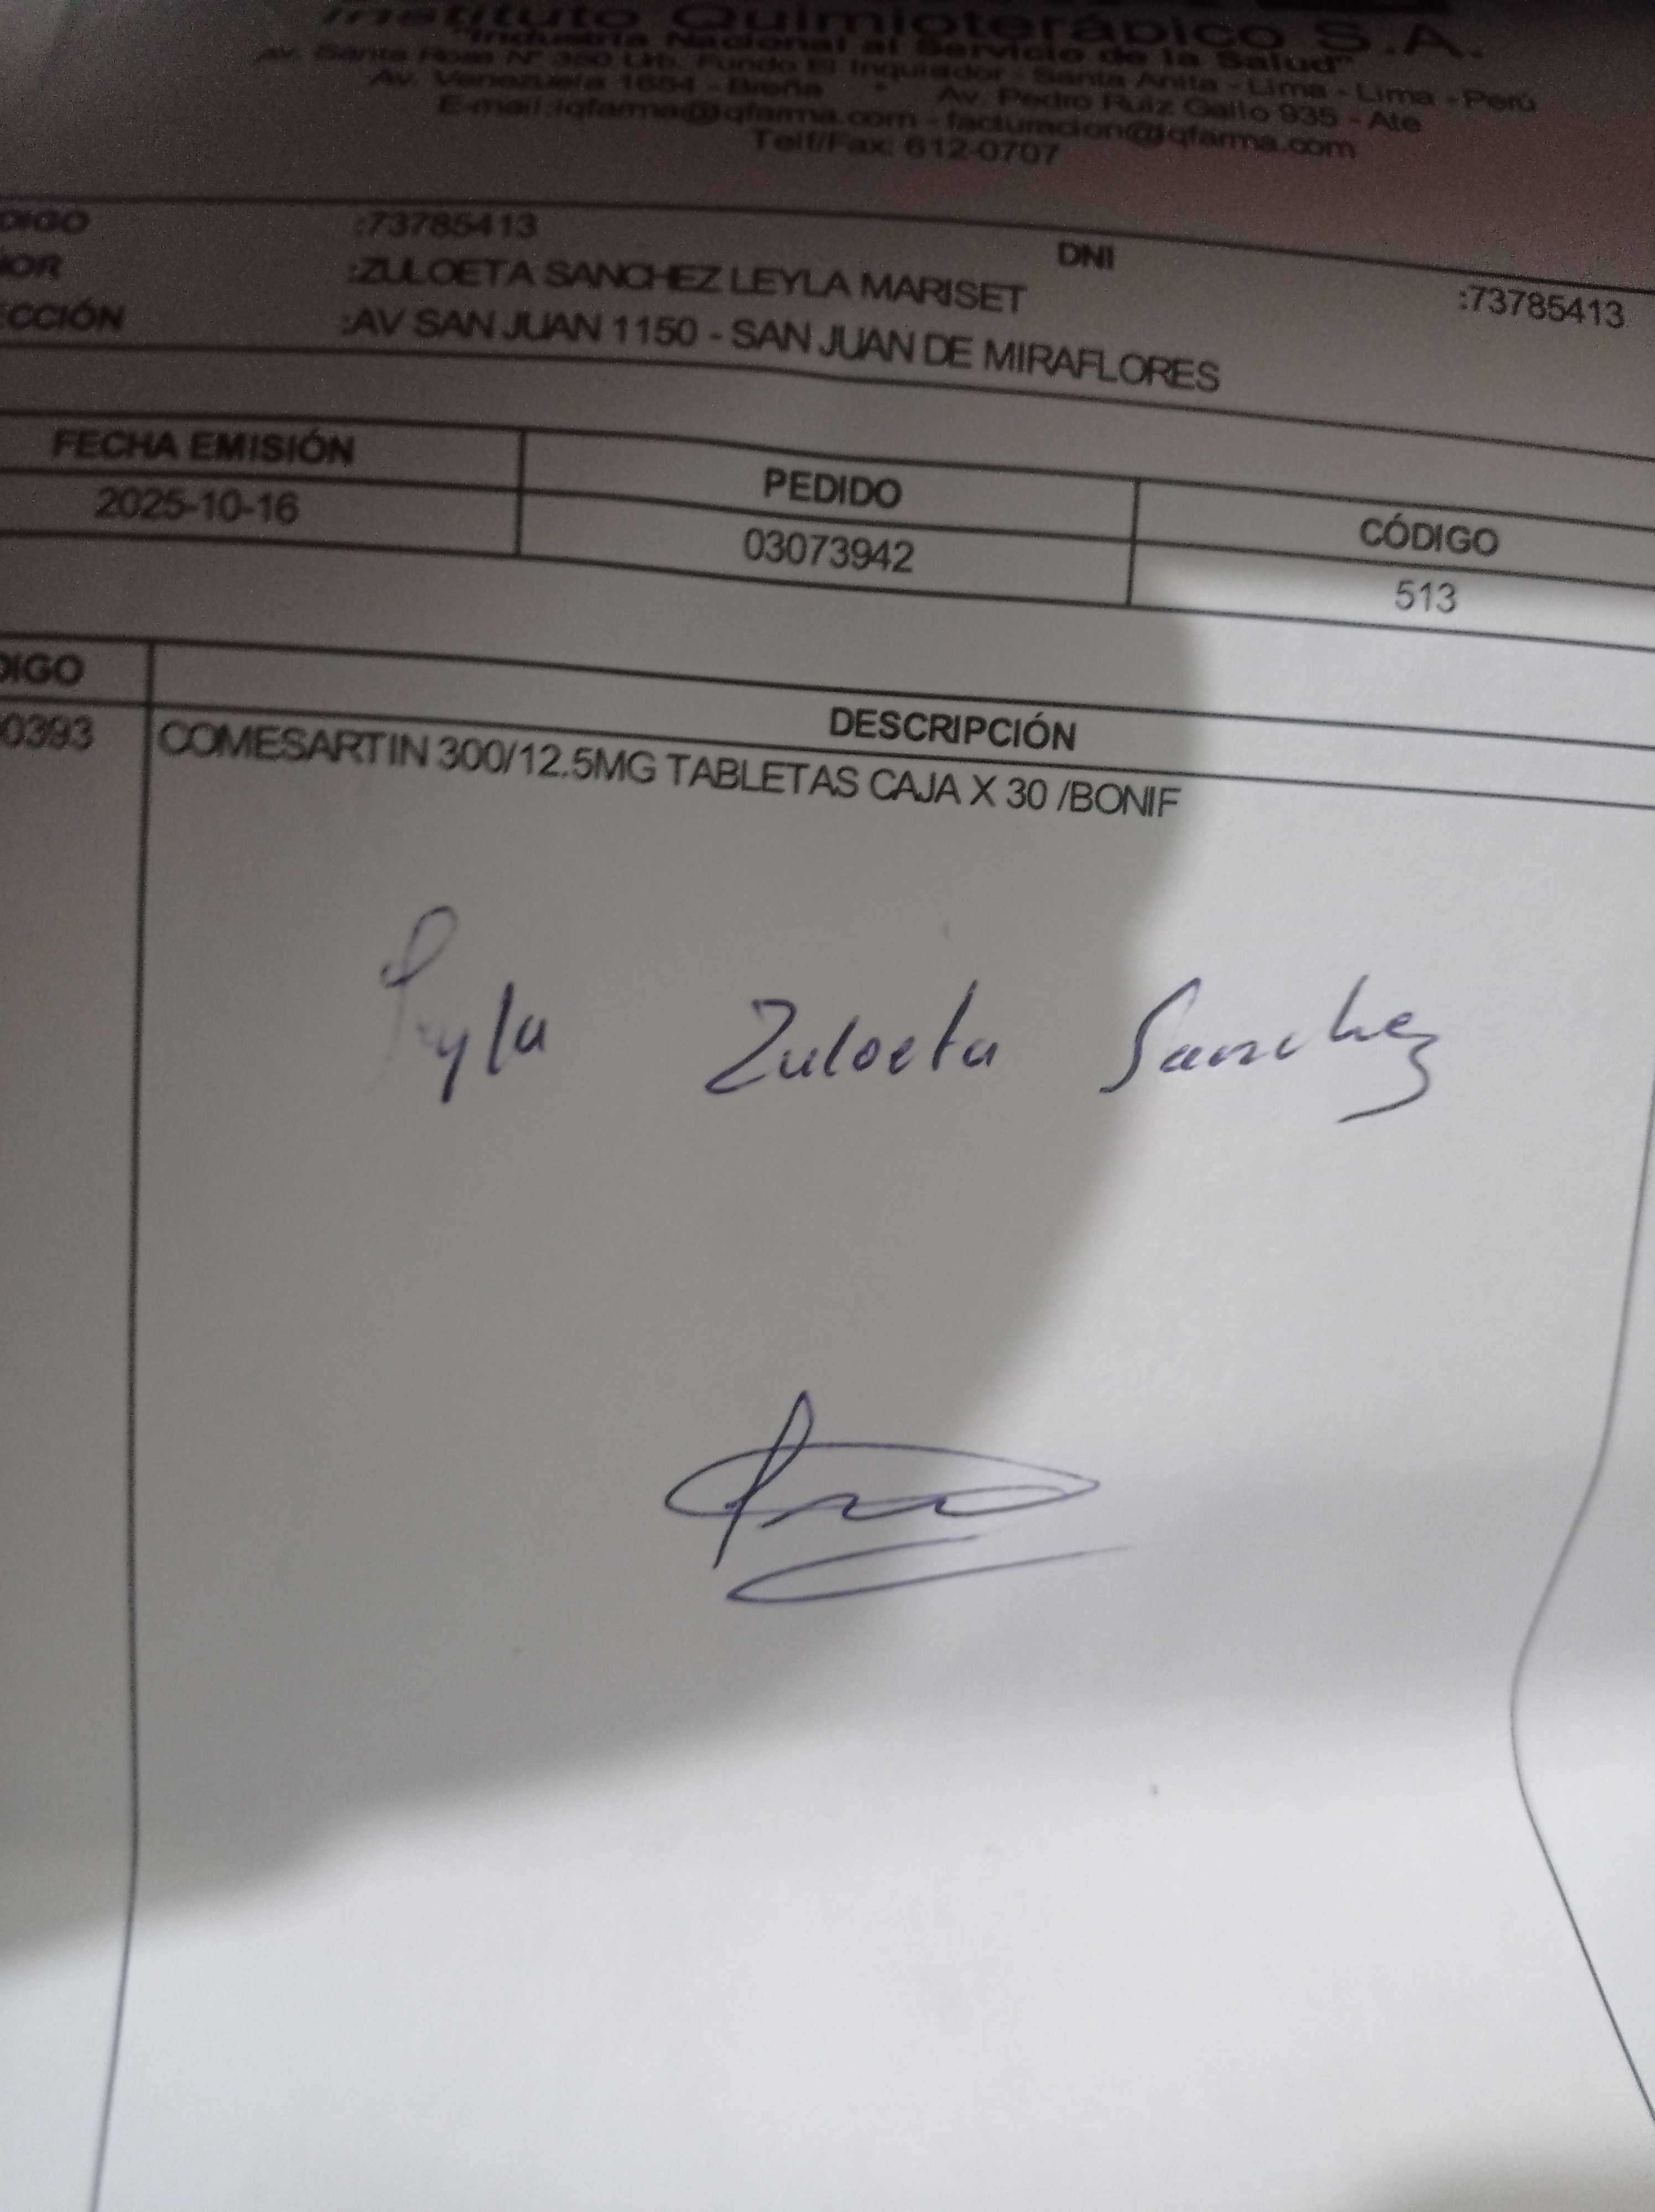 Instituto Quimioterápico S.A.
"Industria Nacional al Servicio de la Salud"
Av. Santa Rosa N° 350 Urb. Fundo El Inquisidor - Santa Anita - Lima - Lima - Perú
Av. Venezuela 1654 - Breña * Av. Pedro Ruiz Gallo 935 - Ate
E-mail:iqfarma@iqfarma.com - facturacion@iqfarma.com
Telf/Fax: 612-0707
DIGO :73785413 DNI :73785413
IOR :ZULOETA SANCHEZ LEYLA MARISET
ECCIÓN :AV SAN JUAN 1150 - SAN JUAN DE MIRAFLORES
FECHA EMISIÓN PEDIDO CÓDIGO
2025-10-16 03073942 513
DIGO DESCRIPCIÓN
0393 COMESARTIN 300/12.5MG TABLETAS CAJA X 30 /BONIF
Leyla Zuloeta Sanchez